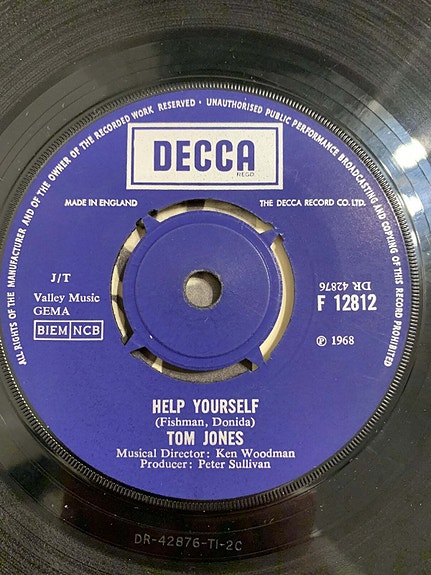 ALL RIGHTS OF THE MANUFACTURER AND OF THE OWNER OF THE RECORDED WORK RESERVED · UNAUTHORISED PUBLIC PERFORMANCE BROADCASTING AND COPYING OF THIS RECORD PROHIBITED
DECCA
REGD
MADE IN ENGLAND
THE DECCA RECORD CO. LTD.
J/T
Valley Music
GEMA
BIEM NCB
DR 42876
F 12812
℗ 1968
HELP YOURSELF
(Fishman, Donida)
TOM JONES
Musical Director: Ken Woodman
Producer: Peter Sullivan
DR-42876-T1-2C